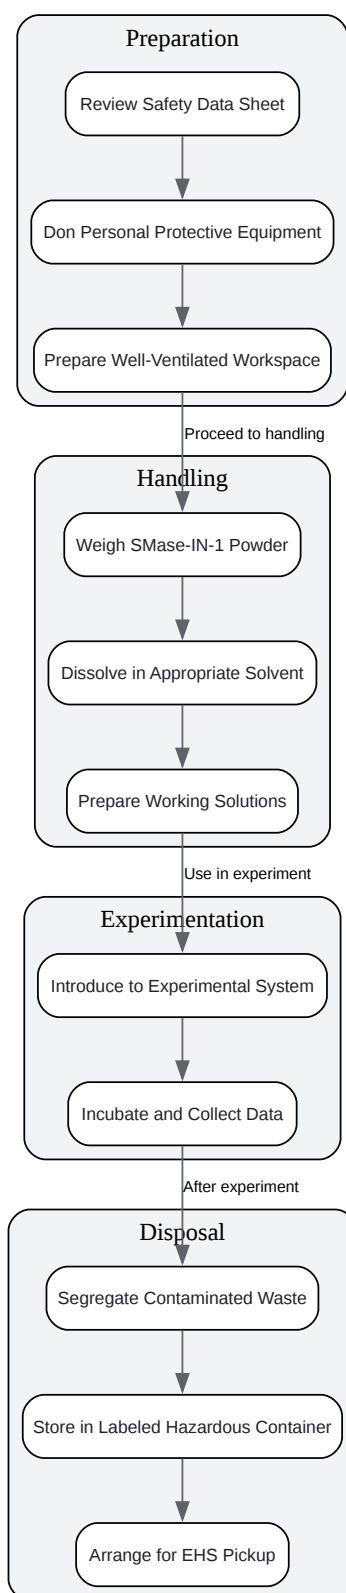 Preparation
Review Safety Data Sheet
Don Personal Protective Equipment
Prepare Well-Ventilated Workspace
Proceed to handling
Handling
Weigh SMase-IN-1 Powder
Dissolve in Appropriate Solvent
Prepare Working Solutions
Use in experiment
Experimentation
Introduce to Experimental System
Incubate and Collect Data
After experiment
Disposal
Segregate Contaminated Waste
Store in Labeled Hazardous Container
Arrange for EHS Pickup